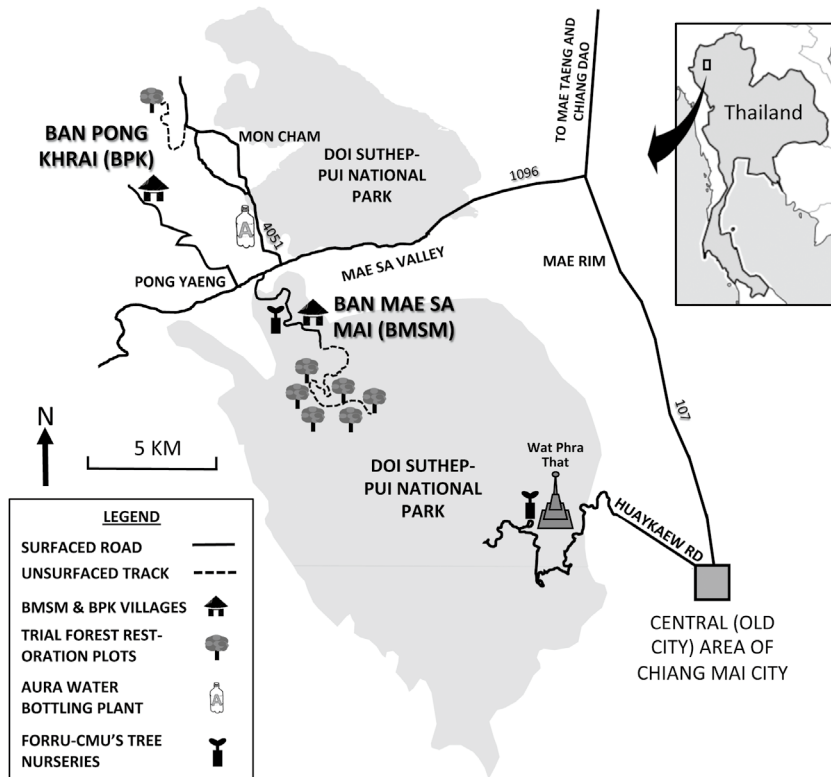 TO MAE TAENG AND
CHIANG DAO
Thailand
BAN PONG
KHRAI (BPK)
MON CHAM
DOI SUTHEP-
PUI NATIONAL
PARK
1096
A
4051
MAE SA VALLEY
MAE RIM
PONG YAENG
BAN MAE SA
MAI (BMSM)
107
N
5 KM
DOI SUTHEP-
PUI NATIONAL
PARK
Wat Phra
That
HUAYKAEW RD
CENTRAL (OLD
CITY) AREA OF
CHIANG MAI CITY
LEGEND
SURFACED ROAD
UNSURFACED TRACK
BMSM & BPK VILLAGES
TRIAL FOREST REST-
ORATION PLOTS
AURA WATER
BOTTLING PLANT
A
FORRU-CMU'S TREE
NURSERIES